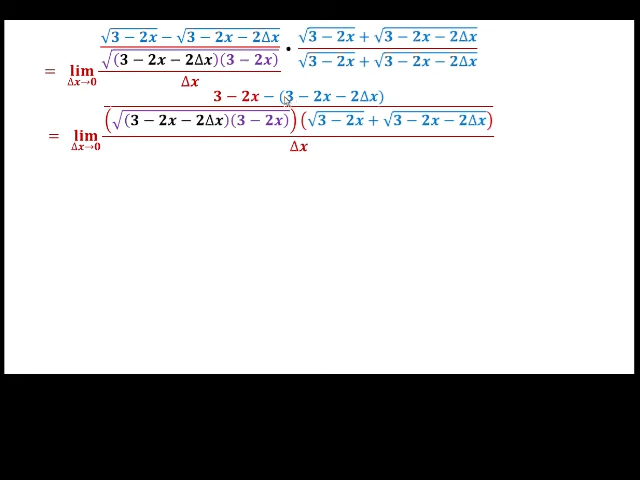 = lim Δx→0 ((√(3 − 2x) − √(3 − 2x − 2Δx)) / √((3 − 2x − 2Δx)(3 − 2x))) / Δx • (√(3 − 2x) + √(3 − 2x − 2Δx)) / (√(3 − 2x) + √(3 − 2x − 2Δx))
= lim Δx→0 ((3 − 2x − (3 − 2x − 2Δx)) / ((√((3 − 2x − 2Δx)(3 − 2x)))(√(3 − 2x) + √(3 − 2x − 2Δx)))) / Δx